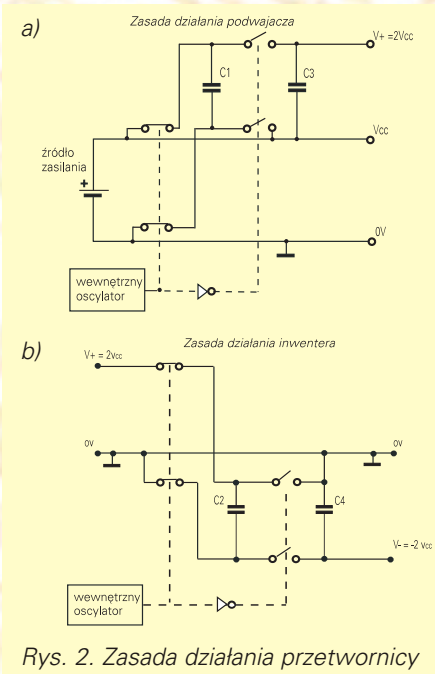 a)
Zasada działania podwajacza
V+ =2Vcc
C1
C3
Vcc
źródło
zasilania
+
0V
wewnętrzny
oscylator
b)
Zasada działania inwentera
V+ = 2vcc
0V
0V
C2
C4
V- = -2 vcc
wewnętrzny
oscylator
Rys. 2. Zasada działania przetwornicy